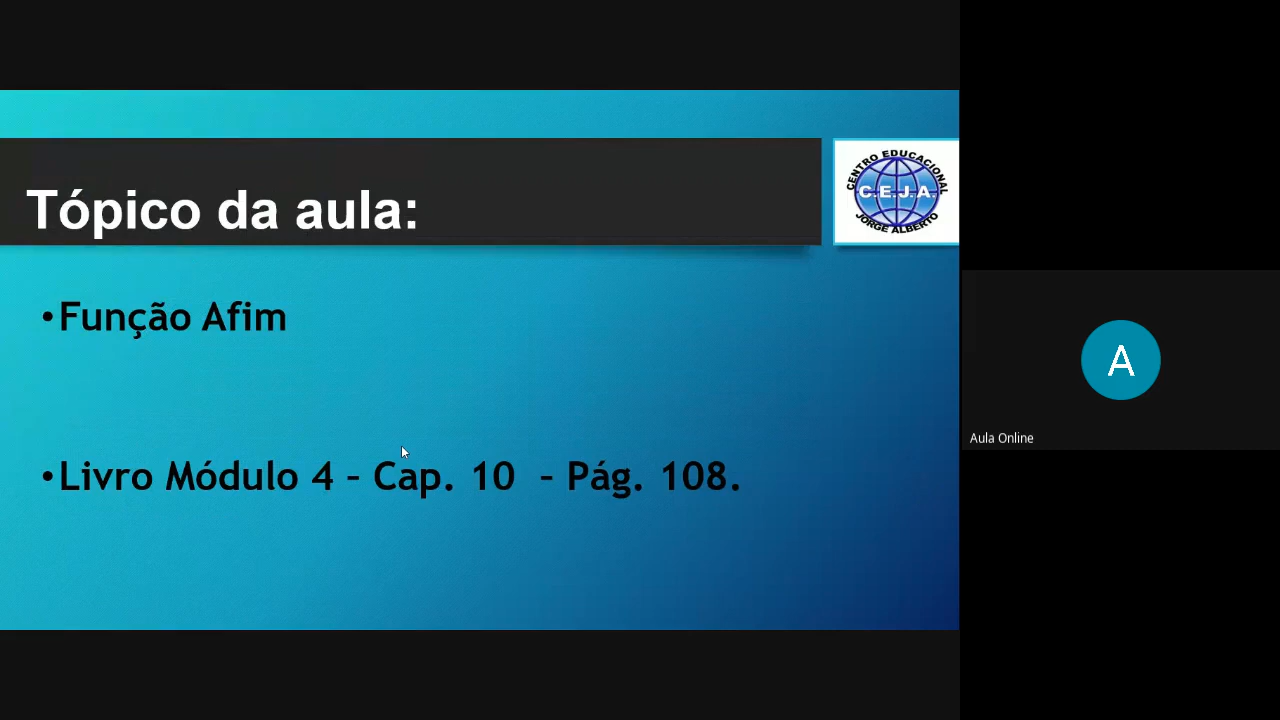 Tópico da aula:
CENTRO EDUCACIONAL
C.E.J.A.
JORGE ALBERTO
•Função Afim
•Livro Módulo 4 – Cap. 10 – Pág. 108.
A
Aula Online